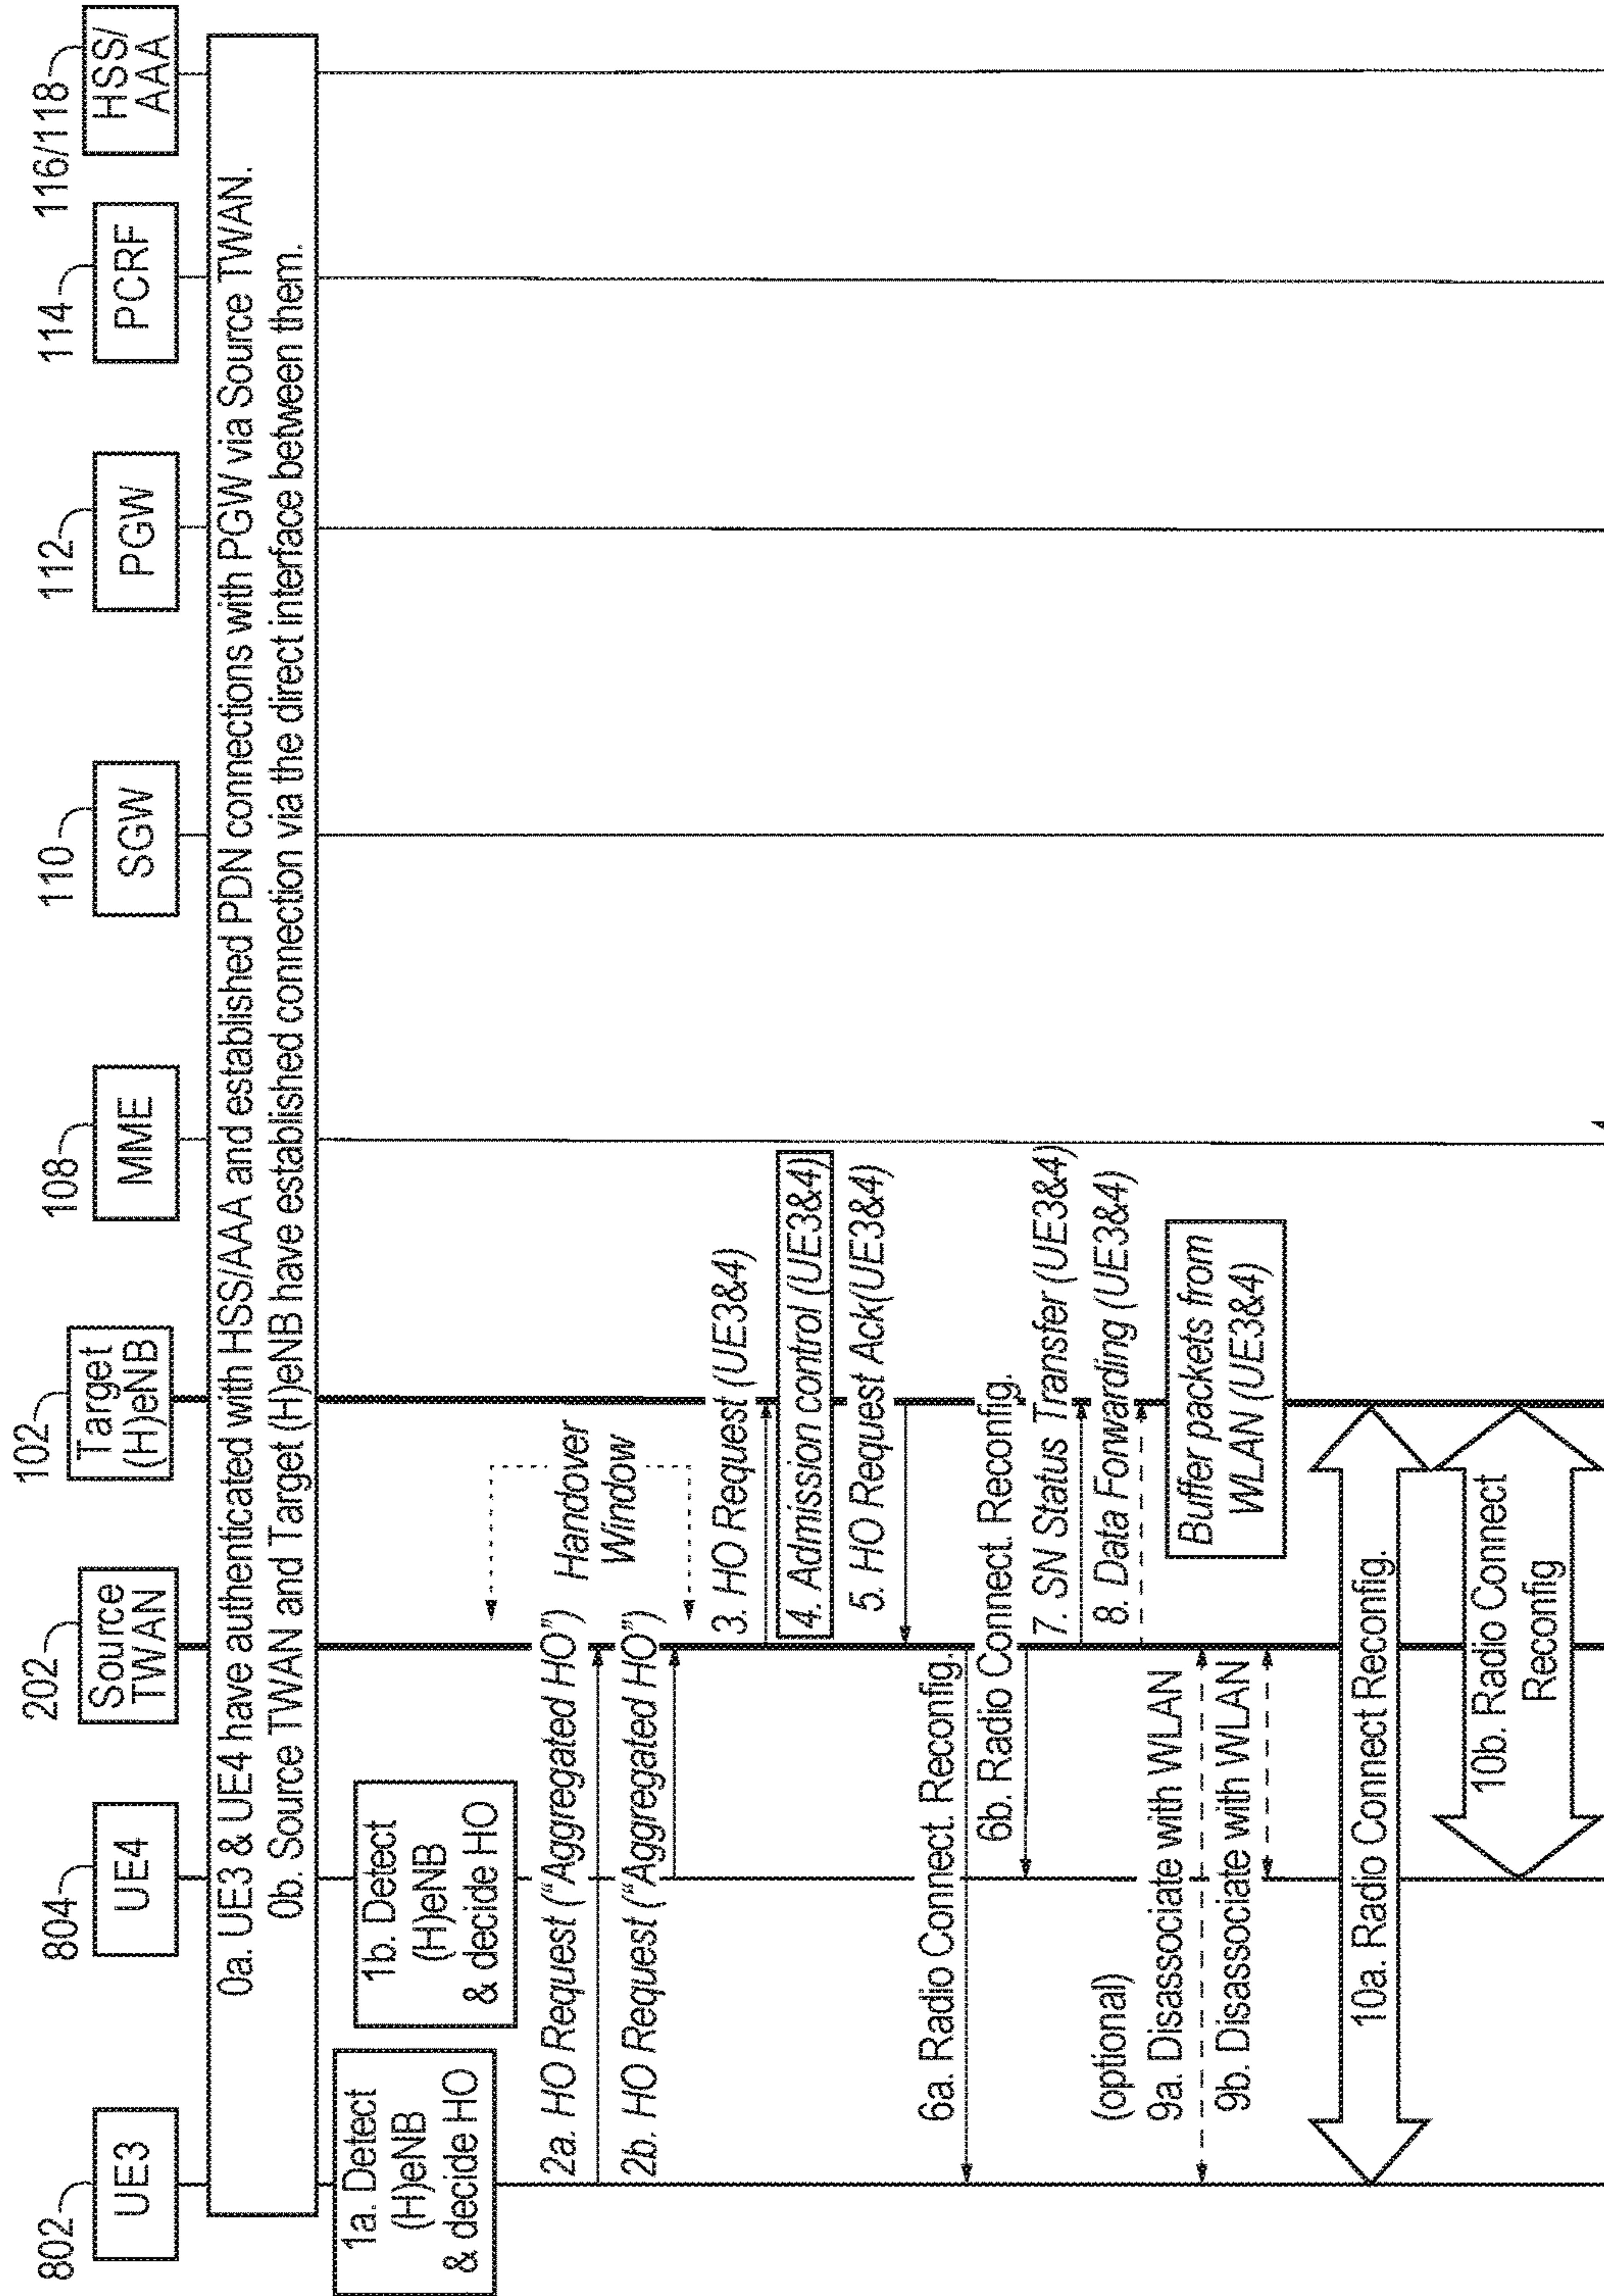 802
UE3
804
UE4
202
Source
TWAN
102
Target
(H)eNB
108
MME
110
SGW
112
PGW
114
PCRF
116/118
HSS/
AAA
0a. UE3 & UE4 have authenticated with HSS/AAA and established PDN connections with PGW via Source TWAN.
0b. Source TWAN and Target (H)eNB have established connection via the direct interface between them.
1a. Detect
(H)eNB
& decide HO
1b. Detect
(H)eNB
& decide HO
2a. HO Request ("Aggregated HO")
2b. HO Request ("Aggregated HO")
Handover
Window
3. HO Request (UE3&4)
4. Admission control (UE3&4)
5. HO Request Ack(UE3&4)
6a. Radio Connect. Reconfig.
6b. Radio Connect. Reconfig.
7. SN Status Transfer (UE3&4)
8. Data Forwarding (UE3&4)
Buffer packets from
WLAN (UE3&4)
(optional)
9a. Disassociate with WLAN
9b. Disassociate with WLAN
10a. Radio Connect Reconfig.
10b. Radio Connect
Reconfig